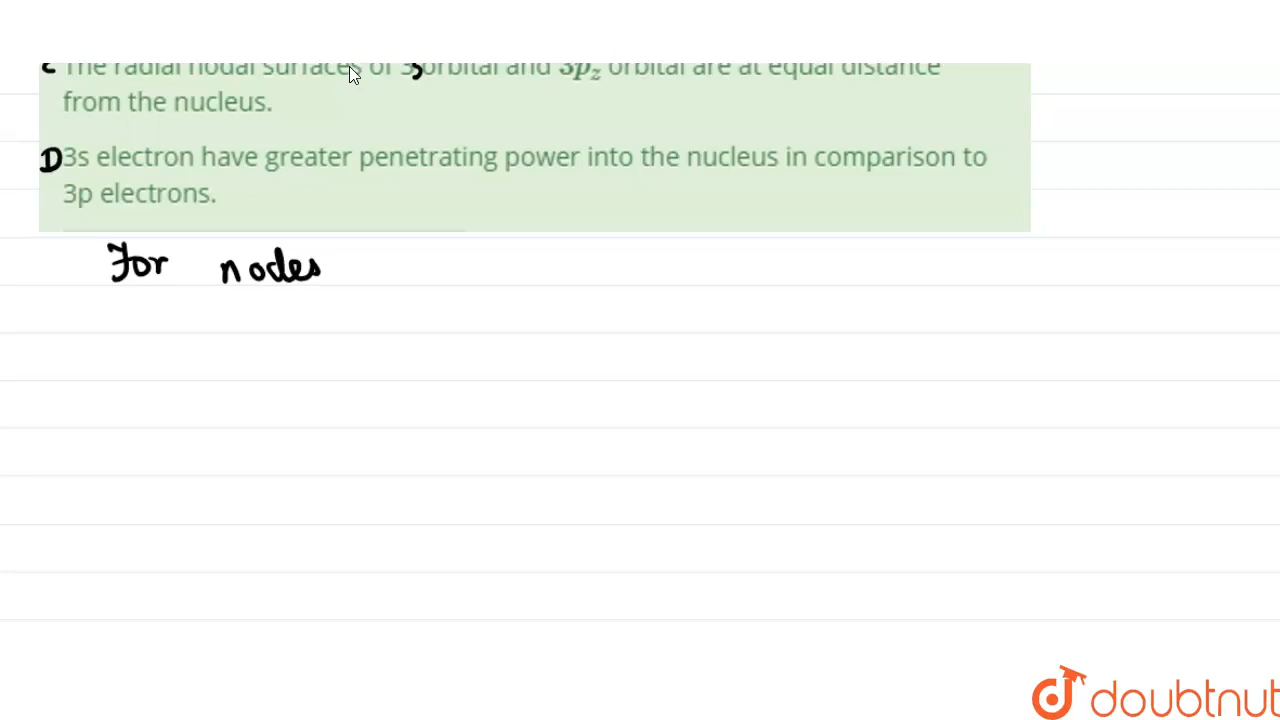 C The radial nodal surfaces of 3s orbital and 3p_z orbital are at equal distance
from the nucleus.
D 3s electron have greater penetrating power into the nucleus in comparison to
3p electrons.
For nodes
doubtnut